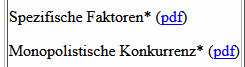 Spezifische Faktoren* (pdf)
Monopolistische Konkurrenz* (pdf)